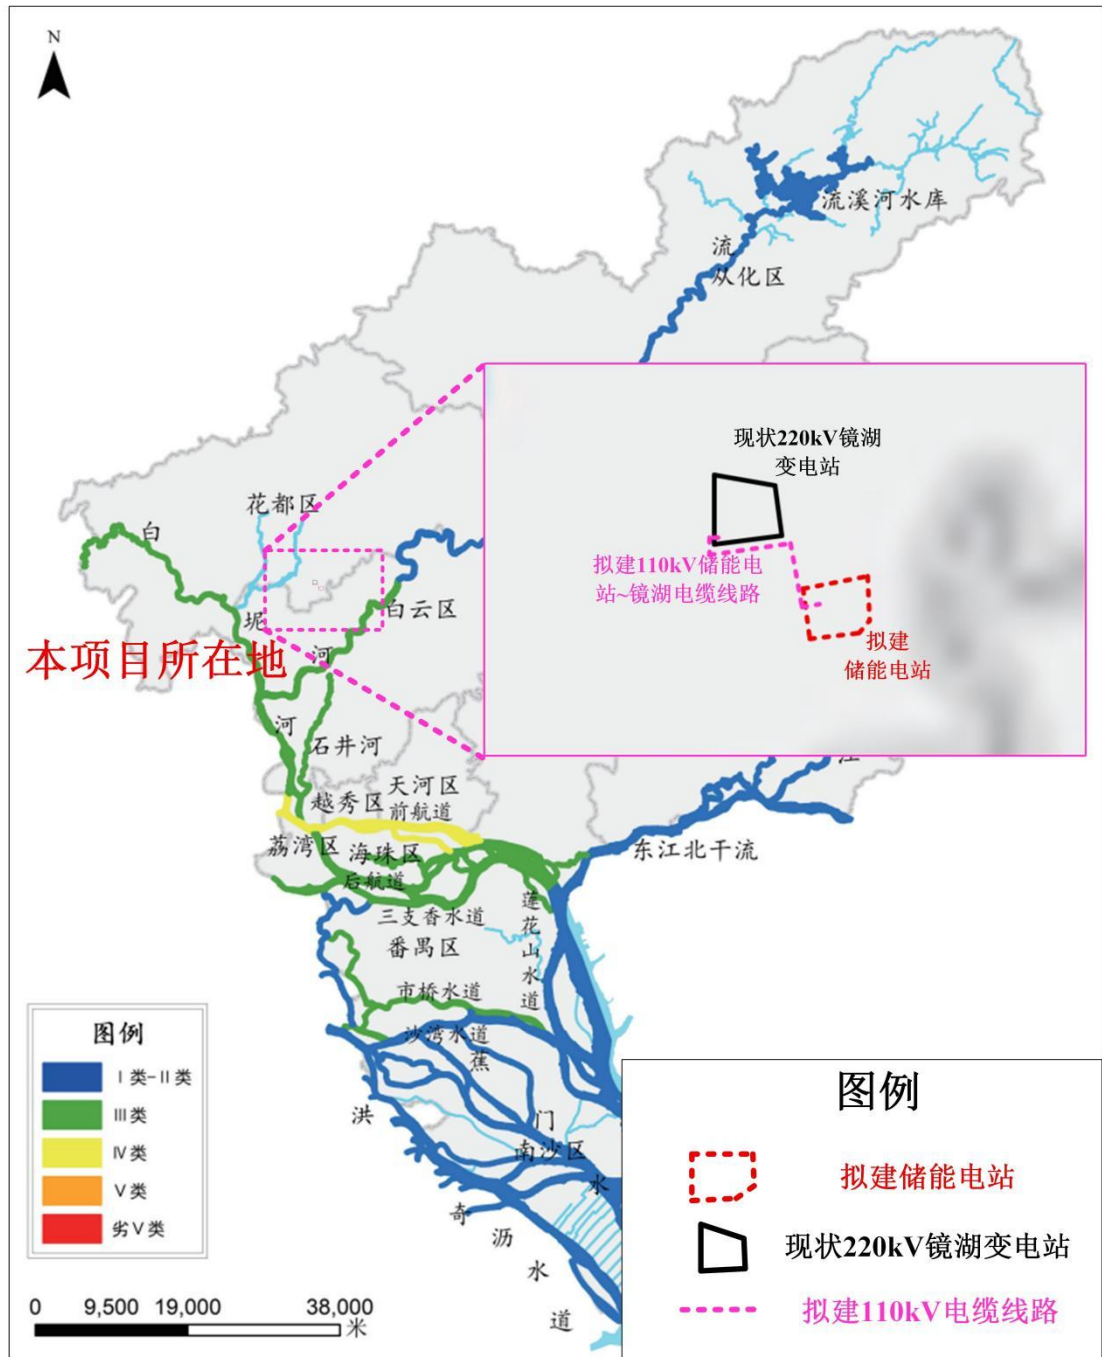 N
流溪河水库
流
从化区
现状220kV镜湖
变电站
花都区
白
拟建110kV储能电
站~镜湖电缆线路
白云区
坭
拟建
储能电站
本项目所在地
河
河
石井河
江
天河区
越秀区
前航道
荔湾区
海珠区
东江北干流
后航道
莲花山水道
三支香水道
番禺区
市桥水道
沙湾水道
蕉
门
洪
南沙区
水
奇
沥
水
道
图例
Ⅰ类-Ⅱ类
Ⅲ类
Ⅳ类
Ⅴ类
劣Ⅴ类
0 9,500 19,000 38,000
米
图例
拟建储能电站
现状220kV镜湖变电站
拟建110kV电缆线路